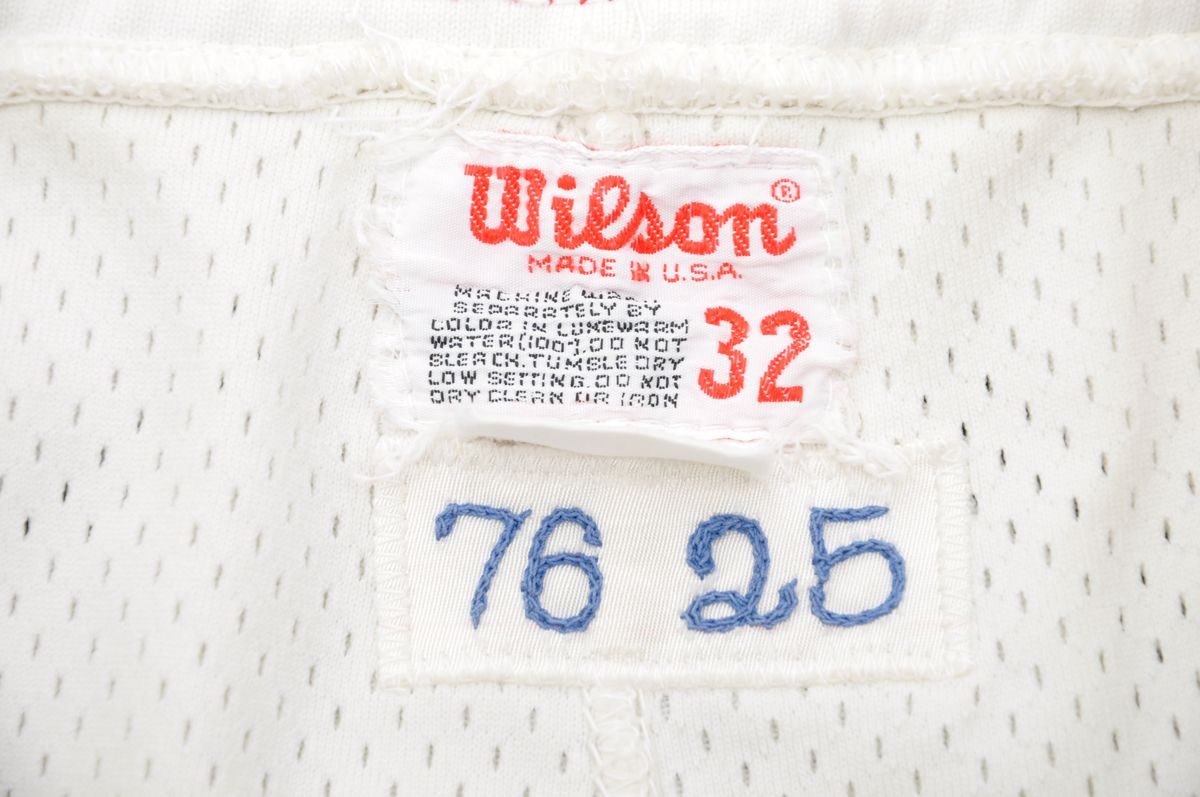 Wilson®
MADE IN U.S.A.
MACHINE WASH
SEPARATELY BY
COLOR IN LUKEWARM
WATER(100°). DO NOT
BLEACH. TUMBLE DRY
LOW SETTING. DO NOT
DRY CLEAN OR IRON
32
76 25